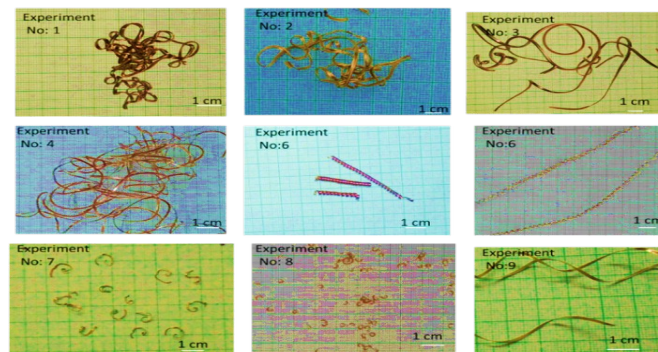 Experiment
No: 1
1 cm
Experiment
No: 2
1 cm
Experiment
No: 3
1 cm
Experiment
No: 4
1 cm
Experiment
No:6
1 cm
Experiment
No: 6
1 cm
Experiment
No: 7
1 cm
Experiment
No: 8
1 cm
Experiment
No:9
1 cm